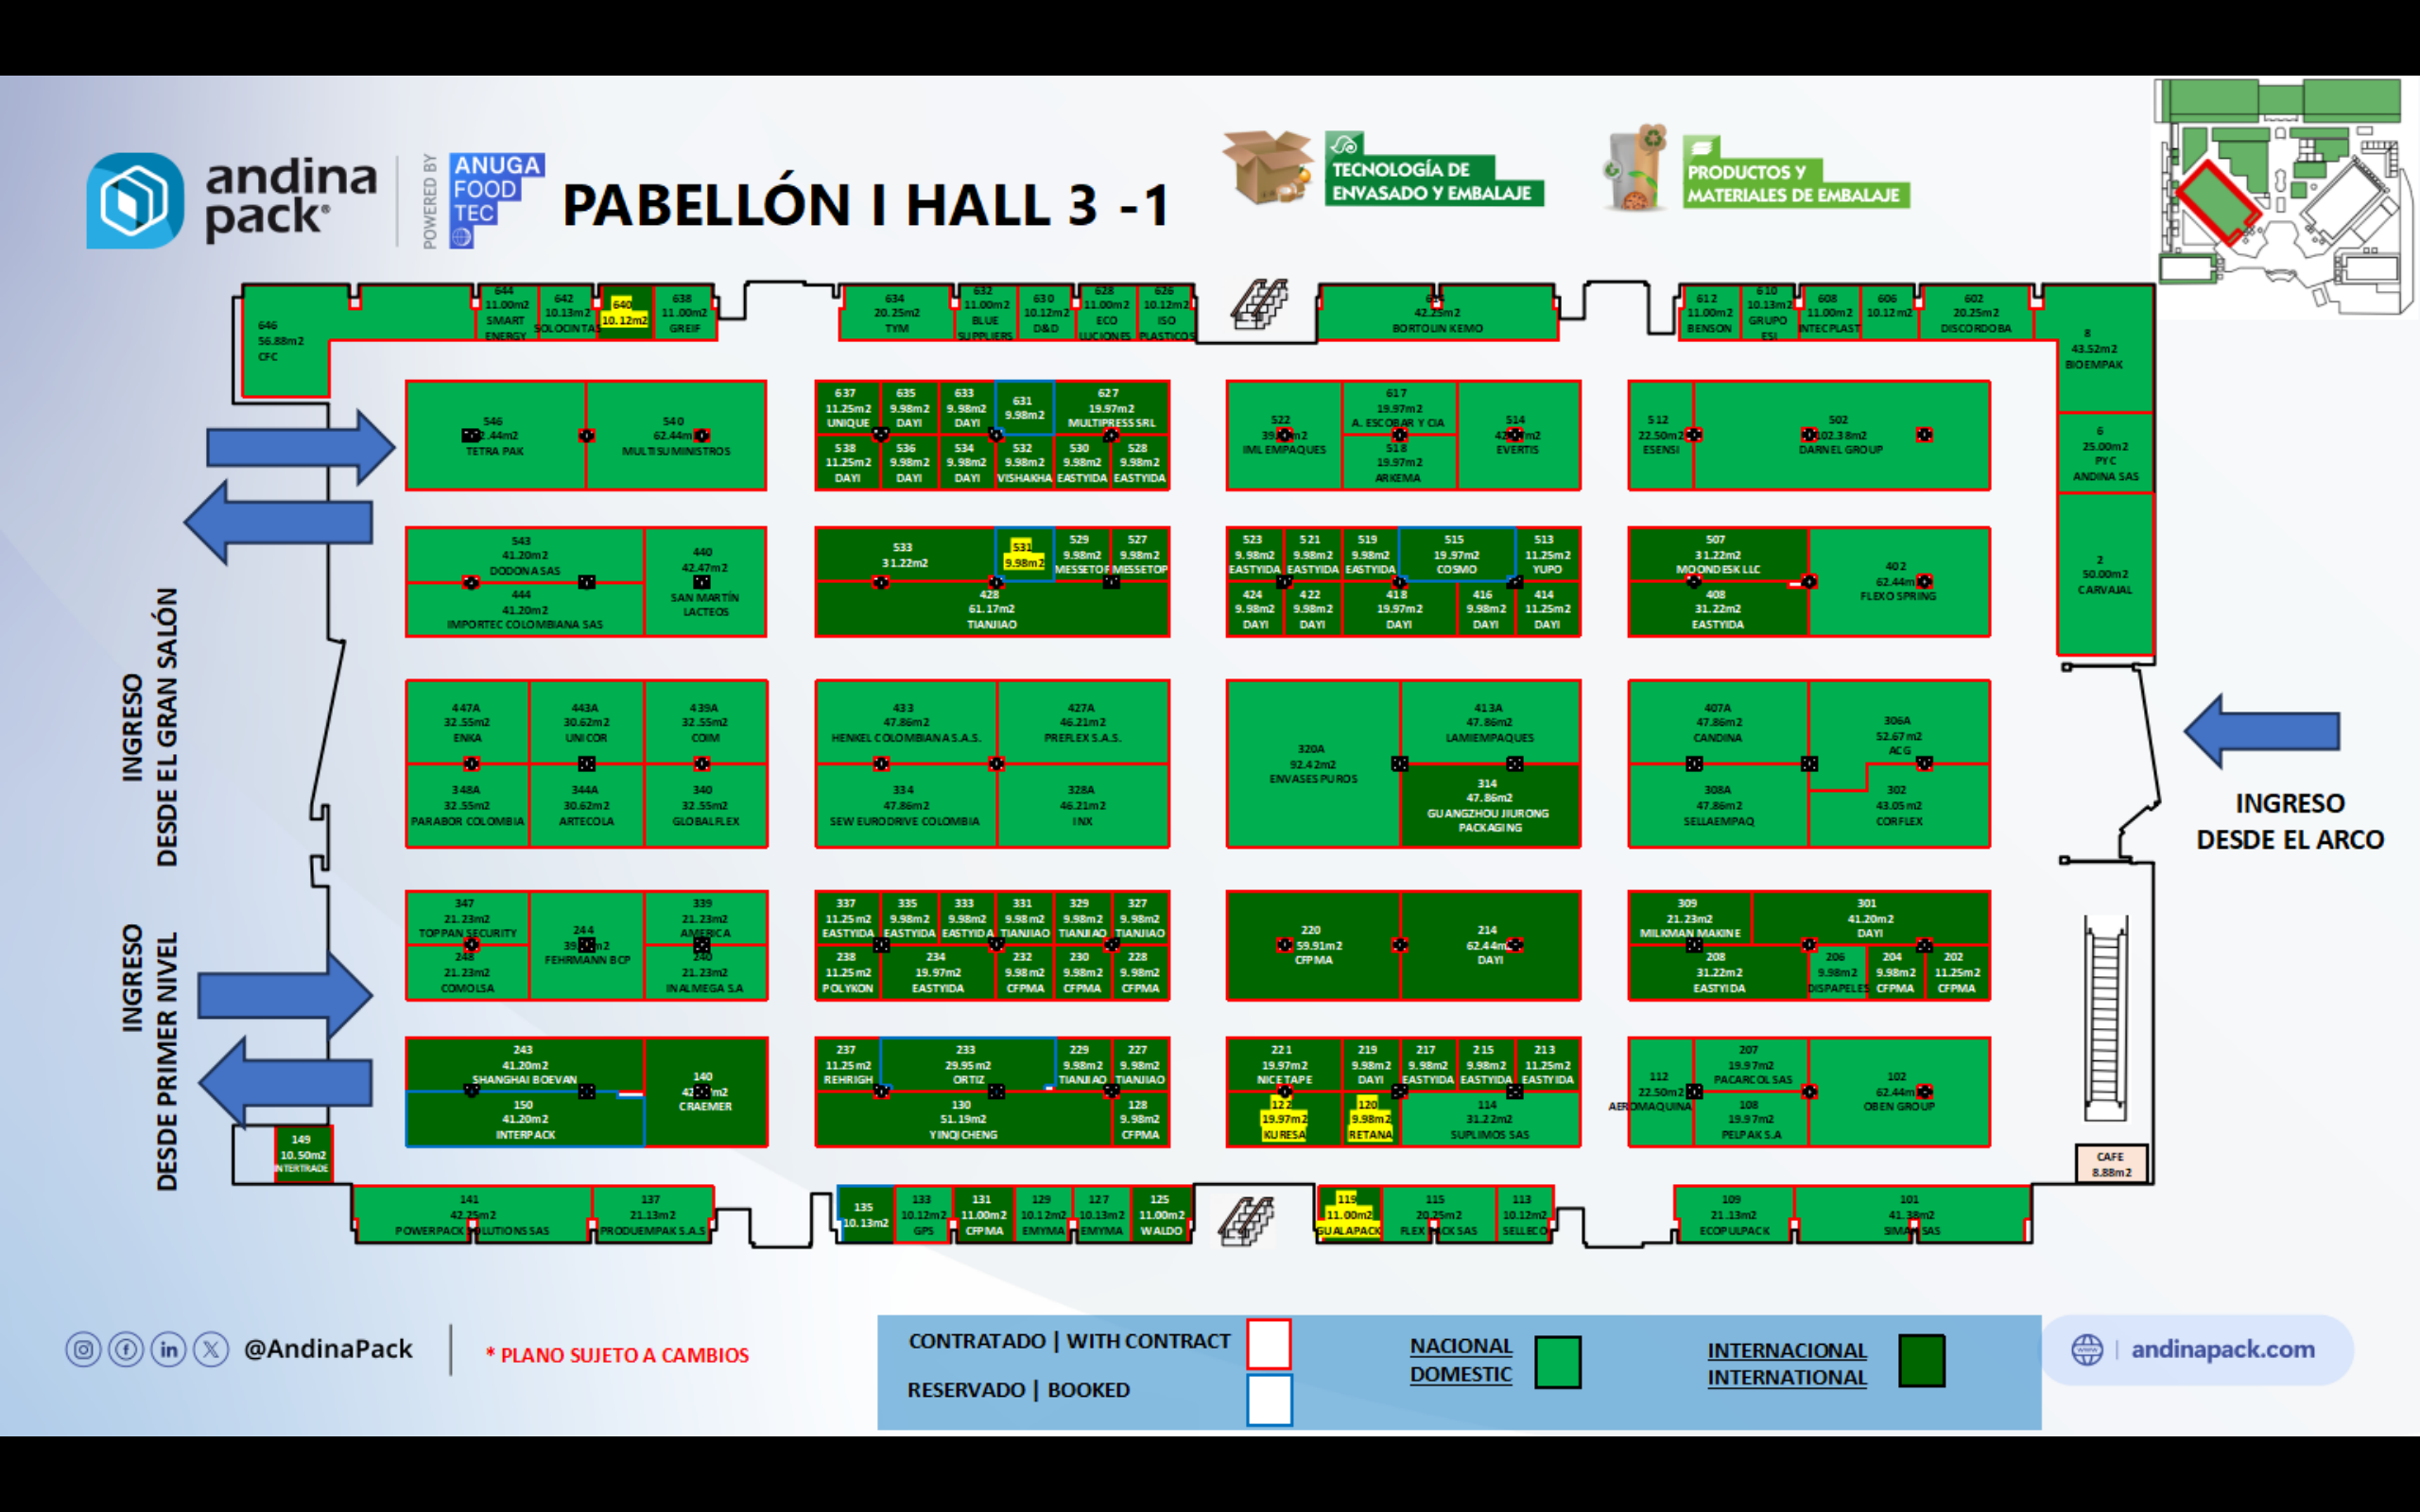 andina
pack®
POWERED BY
ANUGA
FOOD
TEC
PABELLÓN I HALL 3 -1
TECNOLOGÍA DE
ENVASADO Y EMBALAJE
PRODUCTOS Y
MATERIALES DE EMBALAJE
646
56.88m2
CFC
644
11.00m2
SMART
ENERGY
642
10.13m2
SOLOCINTAS
640
10.12m2
638
11.00m2
GREIF
634
20.25m2
TYM
632
11.00m2
BLUE
SUPPLIERS
630
10.12m2
D&D
628
11.00m2
ECO
LUCIONES
626
10.12m2
ISO
PLASTICOS
614
42.25m2
BORTOLIN KEMO
612
11.00m2
BENSON
610
10.13m2
GRUPO
ESI
608
11.00m2
INTECPLAST
606
10.12m2
602
20.25m2
DISCORDOBA
8
43.52m2
BIOEMPAK
6
25.00m2
PYC
ANDINA SAS
2
50.00m2
CARVAJAL
546
2.44m2
TETRA PAK
540
62.44m
MULTISUMINISTROS
637
11.25m2
UNIQUE
635
9.98m2
DAYI
633
9.98m2
DAYI
631
9.98m2
627
19.97m2
MULTIPRESS SRL
538
11.25m2
DAYI
536
9.98m2
DAYI
534
9.98m2
DAYI
532
9.98m2
VISHAKHA
530
9.98m2
EASTYIDA
528
9.98m2
EASTYIDA
522
39. m2
IML EMPAQUES
617
19.97m2
A. ESCOBAR Y CIA
518
19.97m2
ARKEMA
514
42. m2
EVERTIS
512
22.50m2
ESENSI
502
102.38m2
DARNEL GROUP
543
41.20m2
DODONA SAS
444
41.20m2
IMPORTEC COLOMBIANA SAS
440
42.47m2
SAN MARTÍN
LACTEOS
533
31.22m2
531
9.98m2
529
9.98m2
MESSETOP
527
9.98m2
MESSETOP
428
61.17m2
TIANJIAO
523
9.98m2
EASTYIDA
521
9.98m2
EASTYIDA
519
9.98m2
EASTYIDA
515
19.97m2
COSMO
513
11.25m2
YUPO
424
9.98m2
DAYI
422
9.98m2
DAYI
418
19.97m2
DAYI
416
9.98m2
DAYI
414
11.25m2
DAYI
507
31.22m2
MOONDESK LLC
408
31.22m2
EASTYIDA
402
62.44m
FLEXO SPRING
447A
32.55m2
ENKA
443A
30.62m2
UNICOR
439A
32.55m2
COIM
348A
32.55m2
PARABOR COLOMBIA
344A
30.62m2
ARTECOLA
340
32.55m2
GLOBALFLEX
433
47.86m2
HENKEL COLOMBIANA S.A.S.
427A
46.21m2
PREFLEX S.A.S.
334
47.86m2
SEW EURODRIVE COLOMBIA
328A
46.21m2
INX
320A
92.42m2
ENVASES PUROS
413A
47.86m2
LAMIEMPAQUES
314
47.86m2
GUANGZHOU JIURONG
PACKAGING
407A
47.86m2
CANDINA
306A
52.67m2
ACG
308A
47.86m2
SELLAEMPAQ
302
43.05m2
CORFLEX
347
21.23m2
TOPPAN SECURITY
248
21.23m2
COMOLSA
244
39. m2
FEHRMANN BCP
339
21.23m2
AMERICA
240
21.23m2
INALMEGA S.A
337
11.25m2
EASTYIDA
335
9.98m2
EASTYIDA
333
9.98m2
EASTYIDA
331
9.98m2
TIANJIAO
329
9.98m2
TIANJIAO
327
9.98m2
TIANJIAO
238
11.25m2
POLYKON
234
19.97m2
EASTYIDA
232
9.98m2
CFPMA
230
9.98m2
CFPMA
228
9.98m2
CFPMA
220
59.91m2
CFPMA
214
62.44m
DAYI
309
21.23m2
MILKMAN MAKINE
301
41.20m2
DAYI
208
31.22m2
EASTYIDA
206
9.98m2
DISPAPELES
204
9.98m2
CFPMA
202
11.25m2
CFPMA
243
41.20m2
SHANGHAI BOEVAN
150
41.20m2
INTERPACK
140
42. m2
CRAEMER
237
11.25m2
REHRIGH
233
29.95m2
ORTIZ
229
9.98m2
TIANJIAO
227
9.98m2
TIANJIAO
130
51.19m2
YINQICHENG
128
9.98m2
CFPMA
221
19.97m2
NICETAPE
219
9.98m2
DAYI
217
9.98m2
EASTYIDA
215
9.98m2
EASTYIDA
213
11.25m2
EASTYIDA
122
19.97m2
KURESA
120
9.98m2
RETANA
114
31.22m2
SUPLIMOS SAS
112
22.50m2
AEROMAQUINA
207
19.97m2
PACARCOL SAS
108
19.97m2
PELPAK S.A
102
62.44m
OBEN GROUP
149
10.50m2
INTERTRADE
141
42.25m2
POWERPACK SOLUTIONS SAS
137
21.13m2
PRODUEMPAK S.A.S
135
10.13m2
133
10.12m2
GPS
131
11.00m2
CFPMA
129
10.12m2
EMYMA
127
10.13m2
EMYMA
125
11.00m2
WALDO
119
11.00m2
GUALAPACK
115
20.25m2
FLEX PACK SAS
113
10.12m2
SELLECO
109
21.13m2
ECOPULPACK
101
41.38m2
SIMAR SAS
CAFE
8.88m2
INGRESO
DESDE EL GRAN SALÓN
INGRESO
DESDE PRIMER NIVEL
INGRESO
DESDE EL ARCO
@AndinaPack
* PLANO SUJETO A CAMBIOS
CONTRATADO | WITH CONTRACT
RESERVADO | BOOKED
NACIONAL
DOMESTIC
INTERNACIONAL
INTERNATIONAL
www
andinapack.com